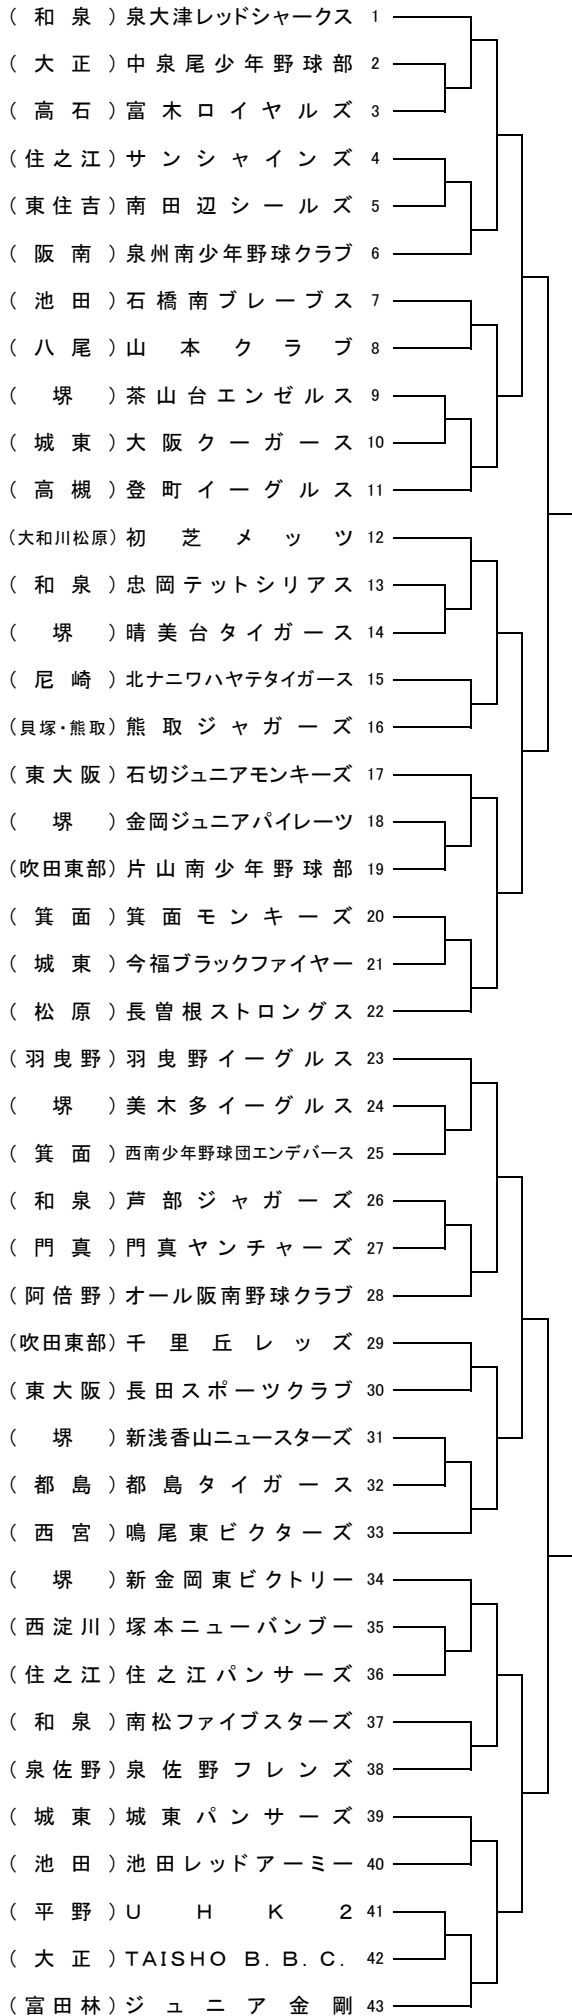 (和泉)泉大津レッドシャークス 1
(大正)中泉尾少年野球部 2
(高石)富木ロイヤルズ 3
(住之江)サンシャインズ 4
(東住吉)南田辺シールズ 5
(阪南)泉州南少年野球クラブ 6
(池田)石橋南ブレーブス 7
(八尾)山本クラブ 8
(堺)茶山台エンゼルス 9
(城東)大阪クーガース 10
(高槻)登町イーグルス 11
(大和川松原)初芝メッツ 12
(和泉)忠岡テットシリアス 13
(堺)晴美台タイガース 14
(尼崎)北ナニワハヤテタイガース 15
(貝塚・熊取)熊取ジャガーズ 16
(東大阪)石切ジュニアモンキーズ 17
(堺)金岡ジュニアパイレーツ 18
(吹田東部)片山南少年野球部 19
(箕面)箕面モンキーズ 20
(城東)今福ブラックファイヤー 21
(松原)長曽根ストロングス 22
(羽曳野)羽曳野イーグルス 23
(堺)美木多イーグルス 24
(箕面)西南少年野球団エンデバース 25
(和泉)芦部ジャガーズ 26
(門真)門真ヤンチャーズ 27
(阿倍野)オール阪南野球クラブ 28
(吹田東部)千里丘レッズ 29
(東大阪)長田スポーツクラブ 30
(堺)新浅香山ニュースターズ 31
(都島)都島タイガース 32
(西宮)鳴尾東ビクターズ 33
(堺)新金岡東ビクトリー 34
(西淀川)塚本ニューバンブー 35
(住之江)住之江パンサーズ 36
(和泉)南松ファイブスターズ 37
(泉佐野)泉佐野フレンズ 38
(城東)城東パンサーズ 39
(池田)池田レッドアーミー 40
(平野)UHK2 41
(大正)TAISHO B.B.C. 42
(富田林)ジュニア金剛 43